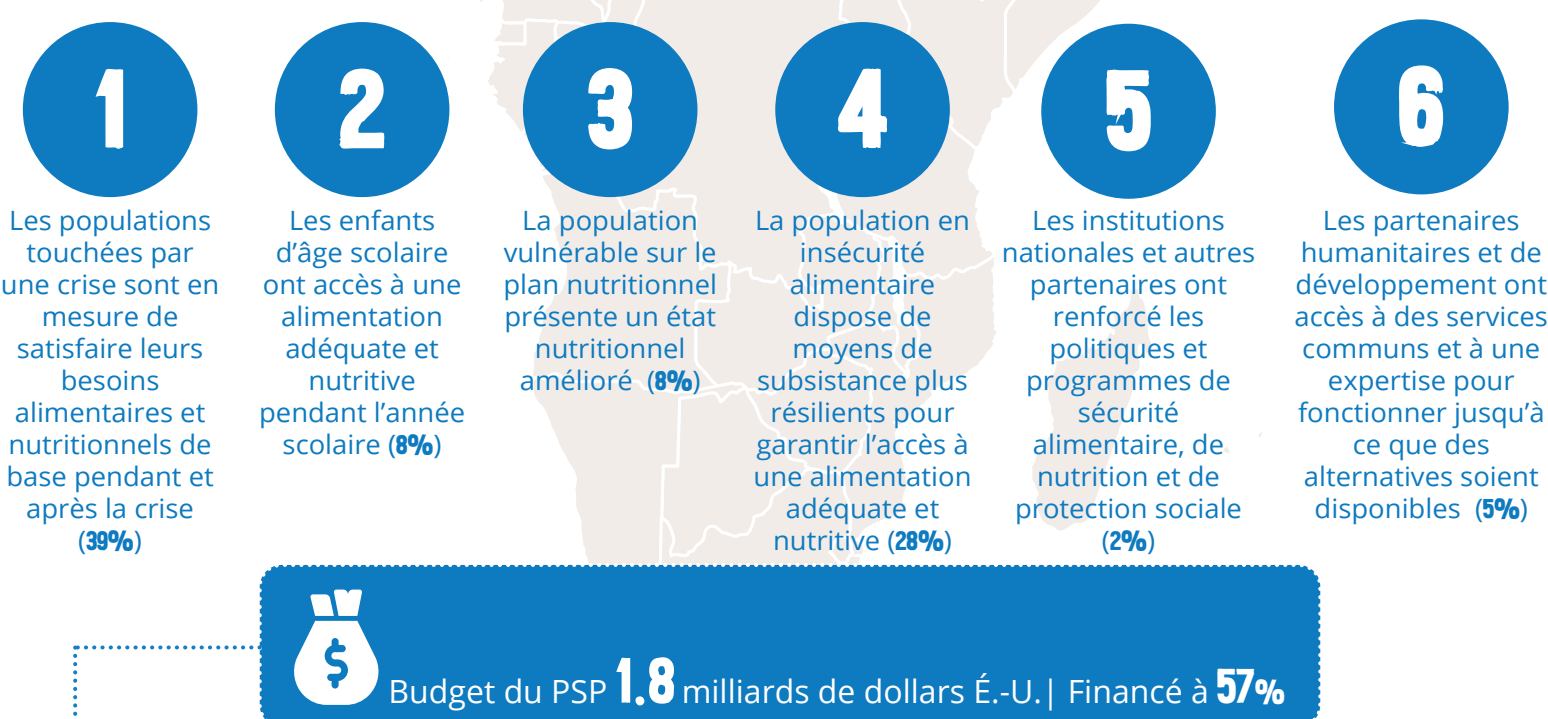 1
Les populations
touchées par
une crise sont en
mesure de
satisfaire leurs
besoins
alimentaires et
nutritionnels de
base pendant et
après la crise
(39%)
2
Les enfants
d’âge scolaire
ont accès à une
alimentation
adéquate et
nutritive
pendant l’année
scolaire (8%)
3
La population
vulnérable sur le
plan nutritionnel
présente un état
nutritionnel
amélioré (8%)
4
La population en
insécurité
alimentaire
dispose de
moyens de
subsistance plus
résilients pour
garantir l’accès à
une alimentation
adéquate et
nutritive (28%)
5
Les institutions
nationales et autres
partenaires ont
renforcé les
politiques et
programmes de
sécurité
alimentaire, de
nutrition et de
protection sociale
(2%)
6
Les partenaires
humanitaires et de
développement ont
accès à des services
communs et à une
expertise pour
fonctionner jusqu’à
ce que des
alternatives soient
disponibles (5%)
$
Budget du PSP 1.8 milliards de dollars É.-U.| Financé à 57%